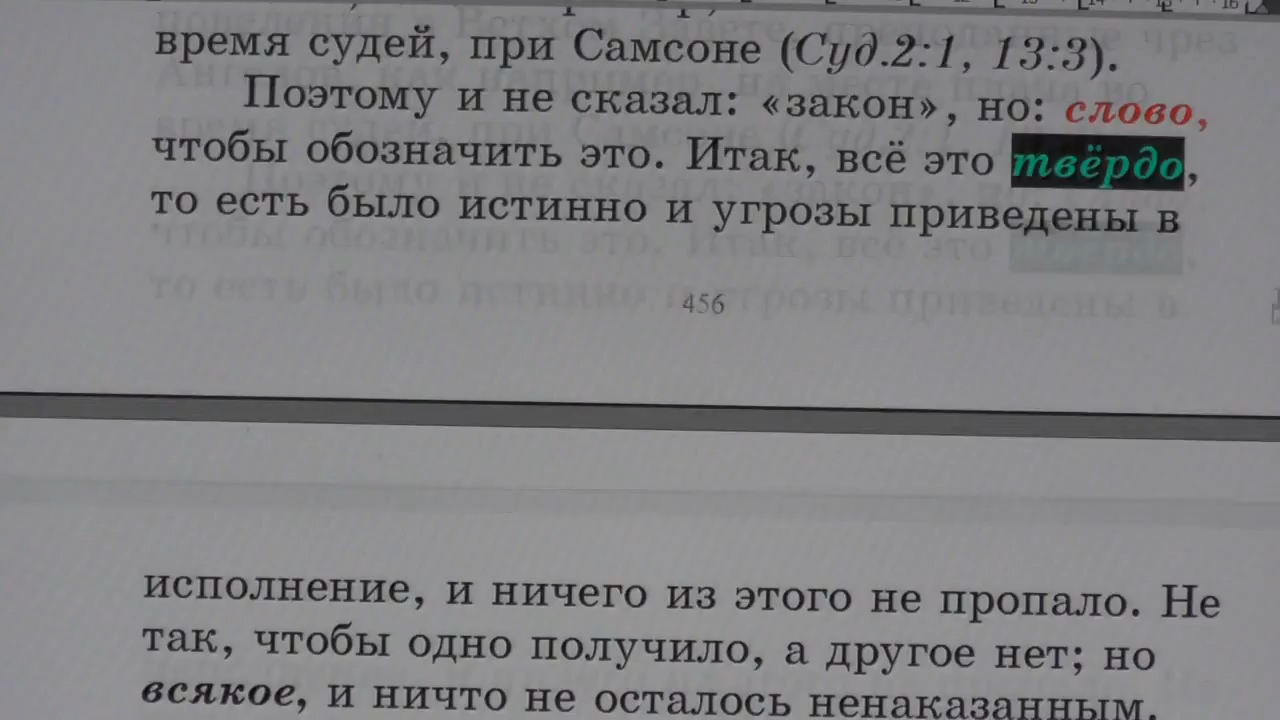 время судей, при Самсоне (Суд.2:1, 13:3).
Поэтому и не сказал: «закон», но: слово,
чтобы обозначить это. Итак, всё это твёрдо,
то есть было истинно и угрозы приведены в
456
исполнение, и ничего из этого не пропало. Не
так, чтобы одно получило, а другое нет; но
всякое, и ничто не осталось ненаказанным.